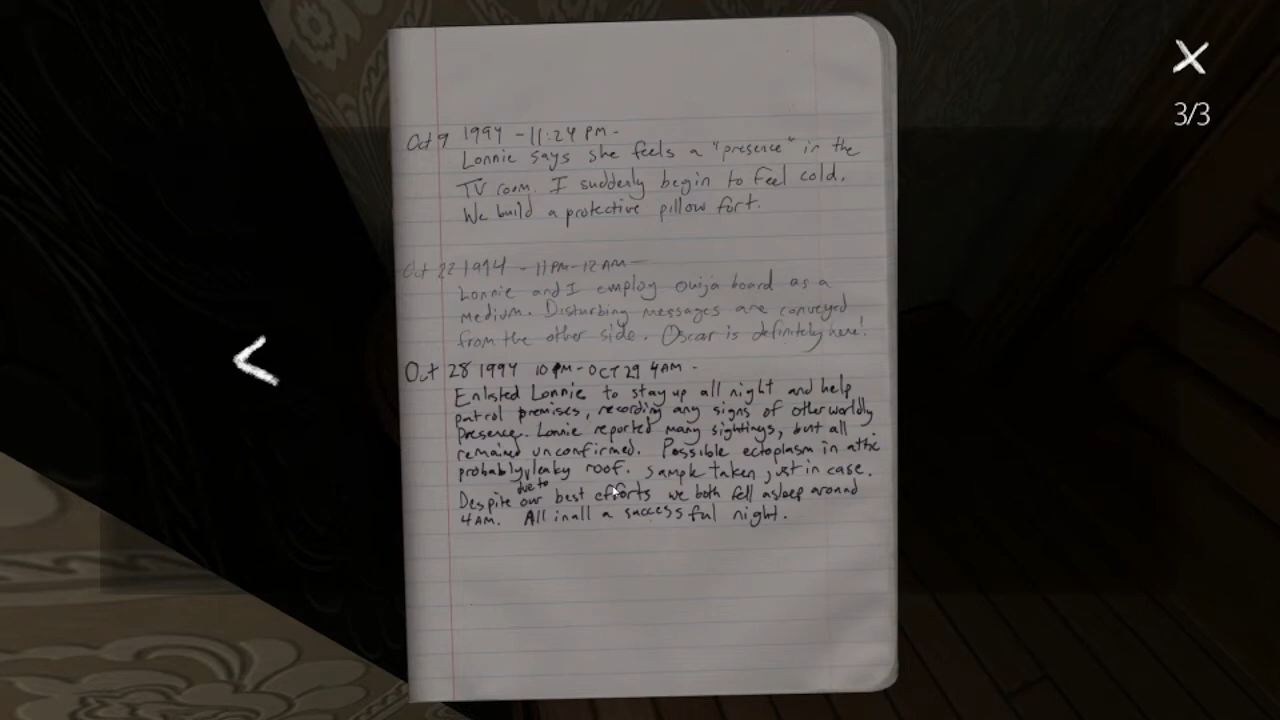 3/3
Oct 9 1994 - 11:24 PM -
Lonnie says she feels a "presence" in the
TV room. I suddenly begin to feel cold.
We build a protective pillow fort.
Oct 22 1994 - 11PM - 12AM -
Lonnie and I employ ouija board as a
medium. Disturbing messages are conveyed
from the other side. Oscar is definitely here!
Oct 28 1994 10PM - OCT 29 4AM -
Enlisted Lonnie to stay up all night and help
patrol premises, recording any signs of otherworldly
presence. Lonnie reported many sightings, but all
remained unconfirmed. Possible ectoplasm in attic
probably leaky roof. Sample taken just in case.
due to
Despite our best efforts we both fell asleep around
4AM. All in all a successful night.